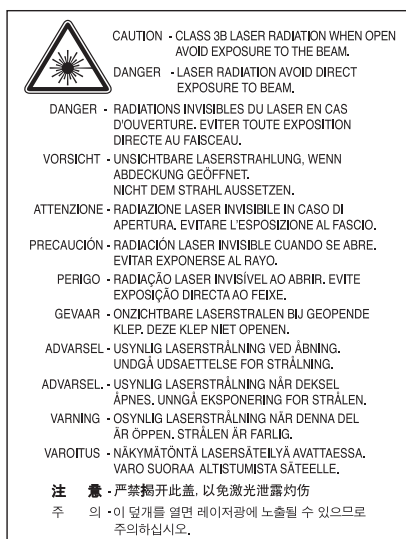 CAUTION - CLASS 3B LASER RADIATION WHEN OPEN
AVOID EXPOSURE TO THE BEAM.
DANGER - LASER RADIATION AVOID DIRECT
EXPOSURE TO BEAM.
DANGER - RADIATIONS INVISIBLES DU LASER EN CAS
D'OUVERTURE. EVITER TOUTE EXPOSITION
DIRECTE AU FAISCEAU.
VORSICHT - UNSICHTBARE LASERSTRAHLUNG, WENN
ABDECKUNG GEÖFFNET.
NICHT DEM STRAHL AUSSETZEN.
ATTENZIONE - RADIAZIONE LASER INVISIBILE IN CASO DI
APERTURA. EVITARE L'ESPOSIZIONE AL FASCIO.
PRECAUCIÓN - RADIACIÓN LASER INVISIBLE CUANDO SE ABRE.
EVITAR EXPONERSE AL RAYO.
PERIGO - RADIAÇÃO LASER INVISÍVEL AO ABRIR. EVITE
EXPOSIÇÃO DIRECTA AO FEIXE.
GEVAAR - ONZICHTBARE LASERSTRALEN BIJ GEOPENDE
KLEP. DEZE KLEP NIET OPENEN.
ADVARSEL - USYNLIG LASERSTRÅLNING VED ÅBNING.
UNDGÅ UDSAETTELSE FOR STRÅLNING.
ADVARSEL. - USYNLIG LASERSTRÅLNING NÅR DEKSEL
ÅPNES. UNNGÅ EKSPONERING FOR STRÅLEN.
VARNING - OSYNLIG LASERSTRÅLNING NÄR DENNA DEL
ÄR ÖPPEN. STRÅLEN ÄR FARLIG.
VAROITUS - NÄKYMÄTÖNTÄ LASERSÄTEILYÄ AVATTAESSA.
VARO SUORAA ALTISTUMISTA SÄTEELLE.
注 意 - 严禁揭开此盖, 以免激光泄露灼伤
주 의 - 이 덮개를 열면 레이저광에 노출될 수 있으므로
주의하십시오.